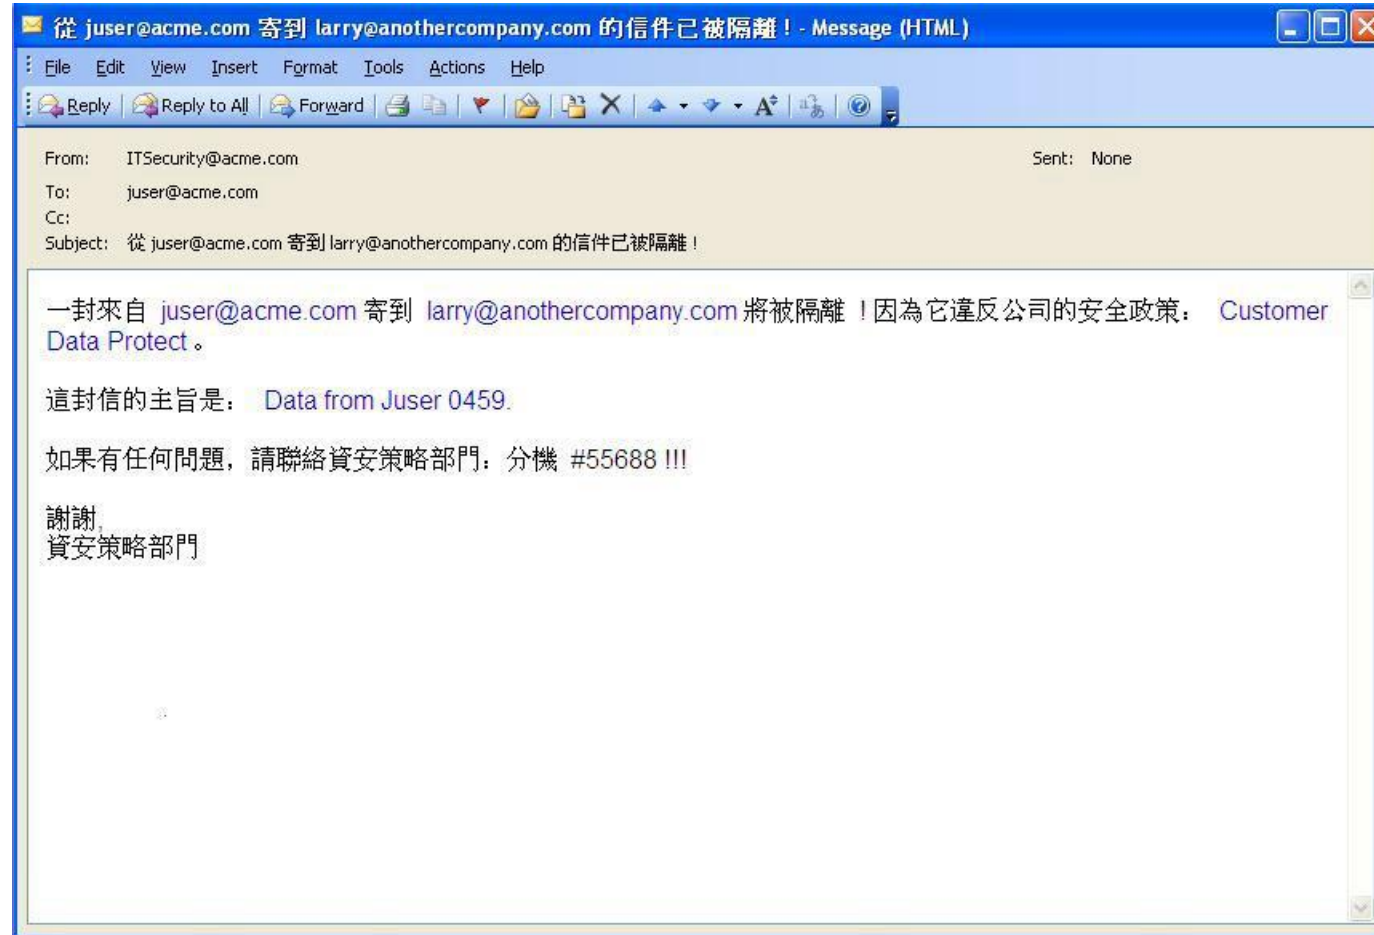 從 juser@acme.com 寄到 larry@anothercompany.com 的信件已被隔離！- Message (HTML)
File Edit View Insert Format Tools Actions Help
Reply Reply to All Forward
From: ITSecurity@acme.com Sent: None
To: juser@acme.com
Cc:
Subject: 從 juser@acme.com 寄到 larry@anothercompany.com 的信件已被隔離！
一封來自 juser@acme.com 寄到 larry@anothercompany.com 將被隔離 ！因為它違反公司的安全政策： Customer
Data Protect。
這封信的主旨是： Data from Juser 0459.
如果有任何問題，請聯絡資安策略部門：分機 #55688 !!!
謝謝,
資安策略部門